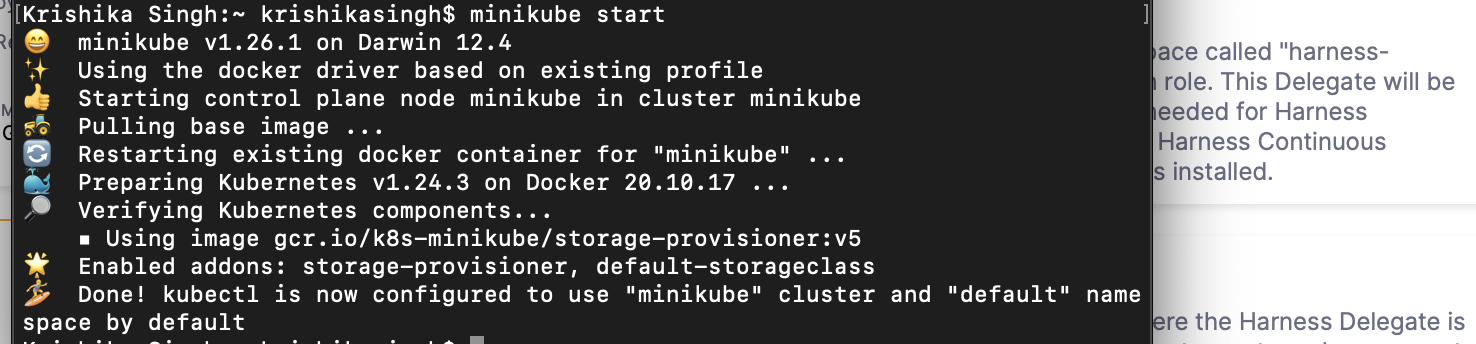 [Krishika Singh:~ krishikasingh$ minikube start ]
😄 minikube v1.26.1 on Darwin 12.4
✨ Using the docker driver based on existing profile
👍 Starting control plane node minikube in cluster minikube
🚜 Pulling base image ...
🔄 Restarting existing docker container for "minikube" ...
🐳 Preparing Kubernetes v1.24.3 on Docker 20.10.17 ...
🔎 Verifying Kubernetes components...
▪ Using image gcr.io/k8s-minikube/storage-provisioner:v5
🌟 Enabled addons: storage-provisioner, default-storageclass
🏄 Done! kubectl is now configured to use "minikube" cluster and "default" name
space by default
called "harness-
role. This Delegate will be
needed for Harness
Harness Continuous
s installed.
ere the Harness Delegate is